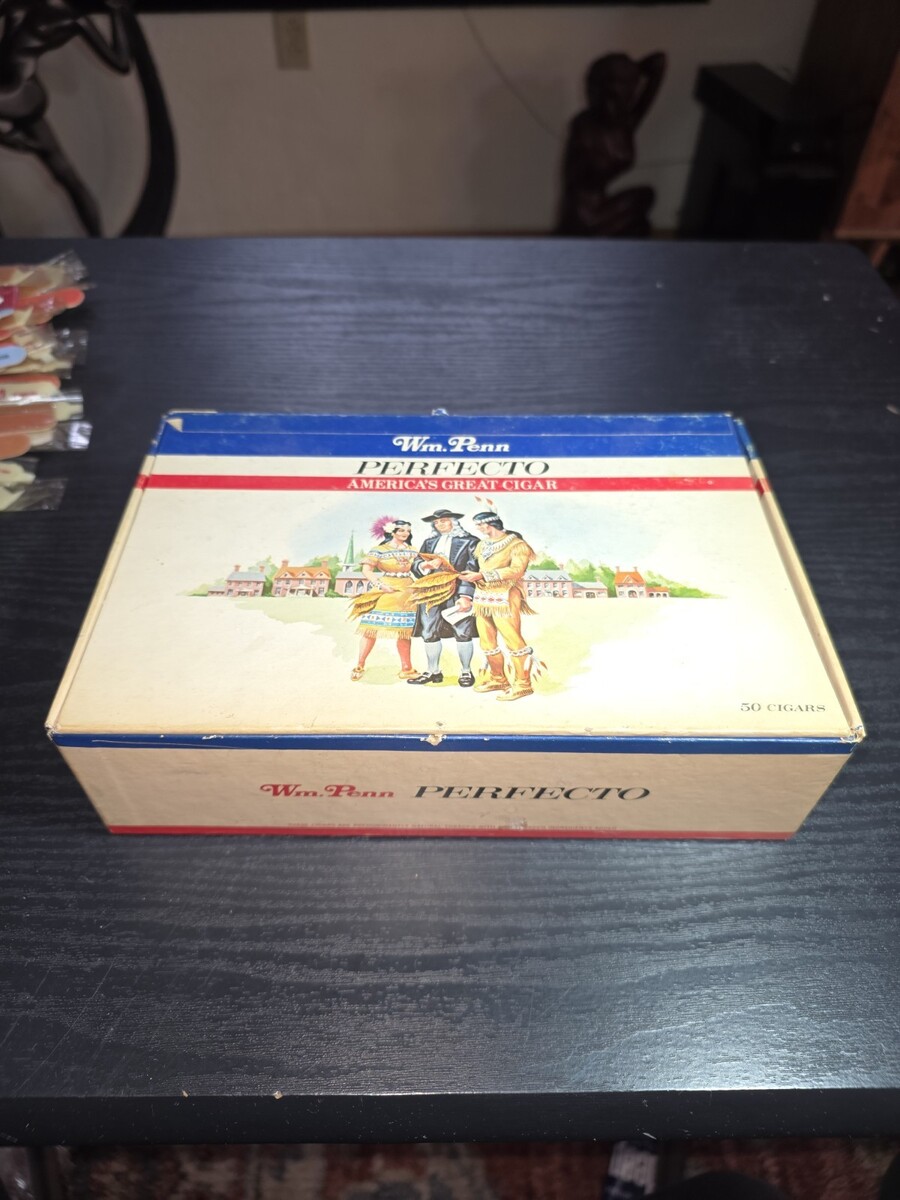 Wm. Penn
PERFECTO
AMERICA'S GREAT CIGAR
50 CIGARS
Wm. Penn PERFECTO